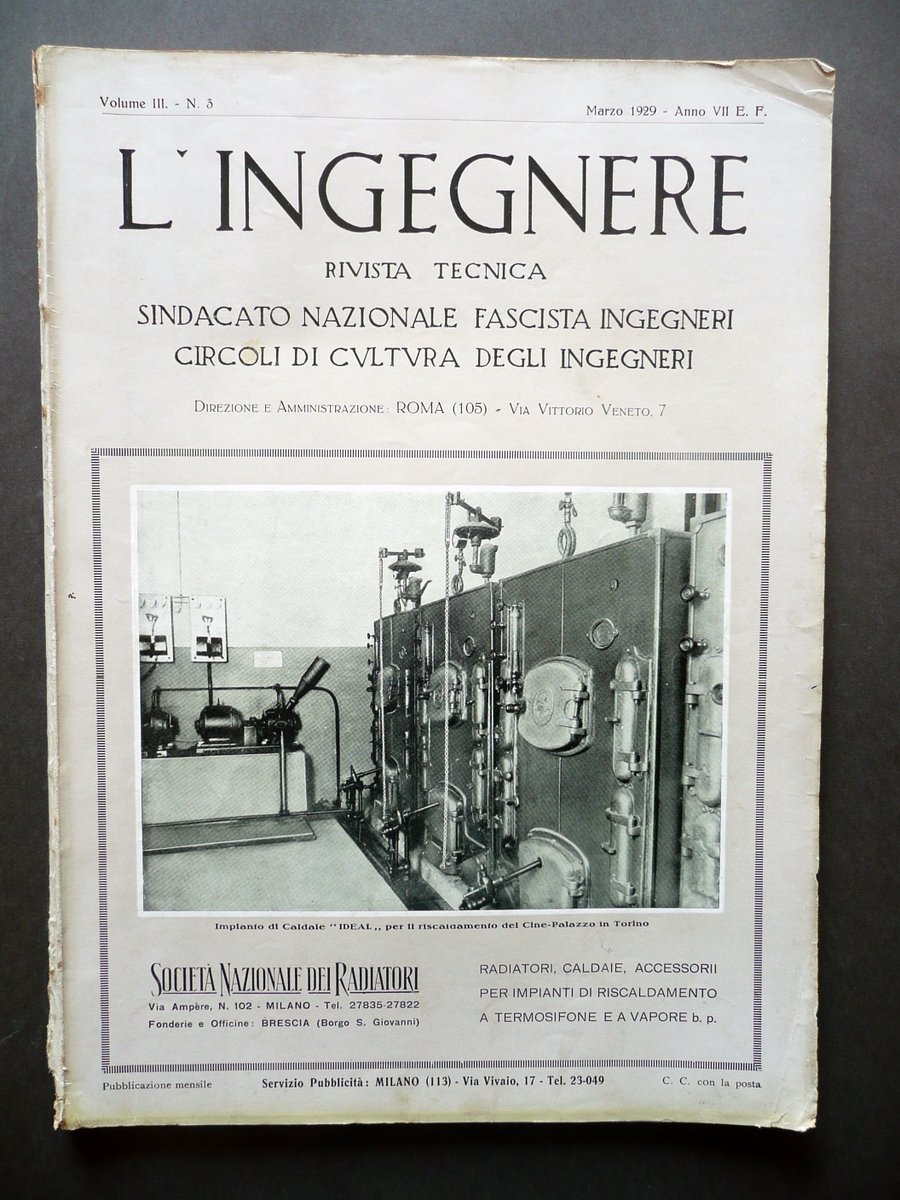 Volume III. - N. 3
Marzo 1929 - Anno VII E. F.
L'INGEGNERE
RIVISTA TECNICA
SINDACATO NAZIONALE FASCISTA INGEGNERI
CIRCOLI DI CVLTVRA DEGLI INGEGNERI
DIREZIONE E AMMINISTRAZIONE: ROMA (105) - VIA VITTORIO VENETO, 7
Impianto di Caldaie "IDEAL„ per il riscaldamento del Cine-Palazzo in Torino
SOCIETÀ NAZIONALE DEI RADIATORI
Via Ampère, N. 102 - MILANO - Tel. 27835-27822
Fonderie e Officine: BRESCIA (Borgo S. Giovanni)
RADIATORI, CALDAIE, ACCESSORII
PER IMPIANTI DI RISCALDAMENTO
A TERMOSIFONE E A VAPORE b. p.
Pubblicazione mensile
Servizio Pubblicità: MILANO (113) - Via Vivaio, 17 - Tel. 23-049
C. C. con la posta